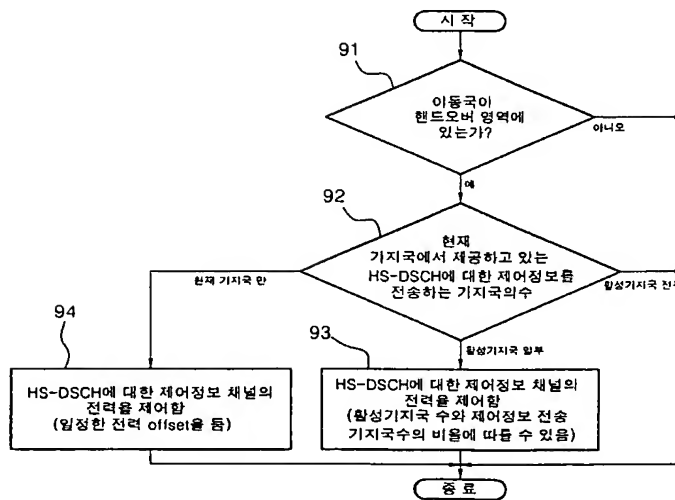 시작
91
이동국이
핸드오버 영역에
있는가?
아니오
예
92
현재
기지국에서 제공하고 있는
HS-DSCH에 대한 제어정보를
전송하는 기지국의수
현재 기지국 만
활성기지국 전부
활성기지국 일부
94
HS-DSCH에 대한 제어정보 채널의
전력을 제어함
(일정한 전력 offset을 둠)
93
HS-DSCH에 대한 제어정보 채널의
전력을 제어함
(활성기지국 수와 제어정보 전송
기지국수의 비율에 따를 수 있음)
종료